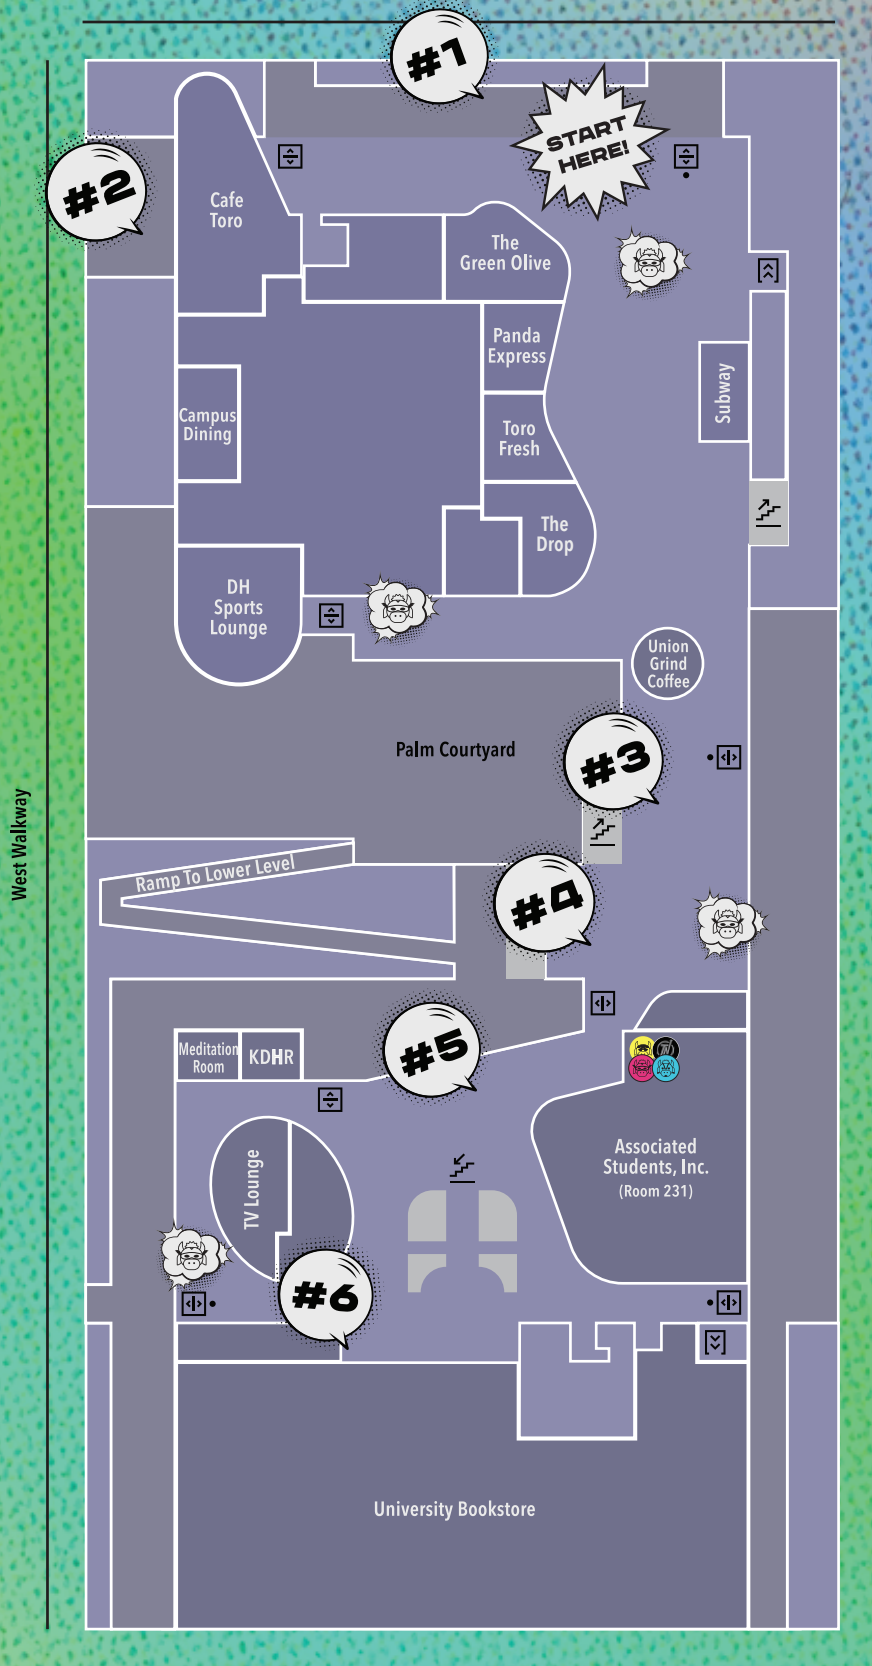 #1
START
HERE!
#2
Cafe
Toro
The
Green Olive
Panda
Express
Subway
Campus
Dining
Toro
Fresh
The
Drop
DH
Sports
Lounge
Union
Grind
Coffee
Palm Courtyard
#3
West Walkway
Ramp To Lower Level
#4
#5
Meditation
Room
KDHR
Associated
Students, Inc.
(Room 231)
TV Lounge
#6
University Bookstore